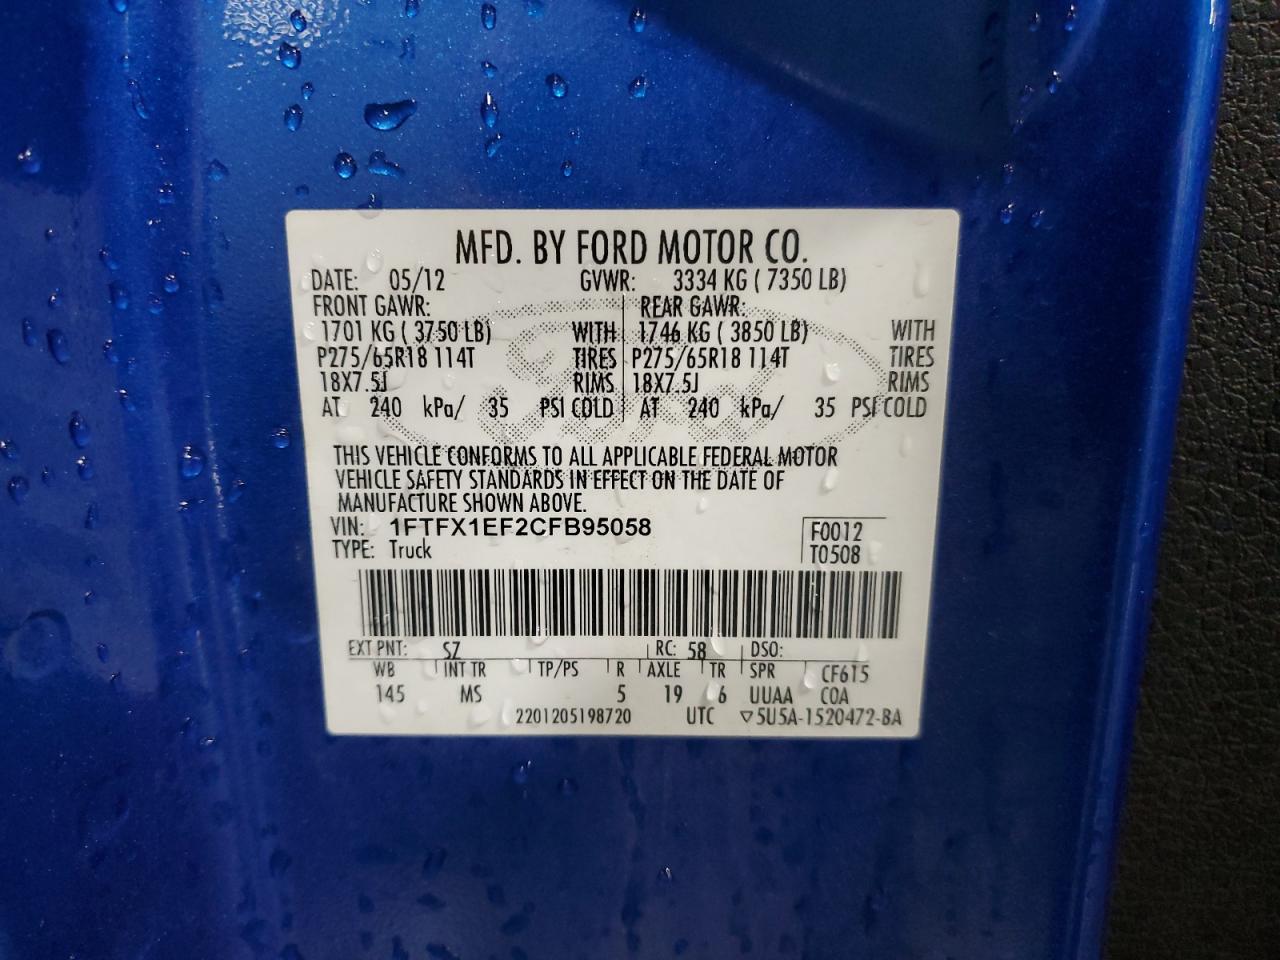 MFD. BY FORD MOTOR CO.
DATE: 05/12 GVWR: 3334 KG ( 7350 LB)
FRONT GAWR: REAR GAWR:
1701 KG ( 3750 LB) WITH 1746 KG ( 3850 LB) WITH
P275/65R18 114T TIRES P275/65R18 114T TIRES
18X7.5J RIMS 18X7.5J RIMS
AT 240 kPa/ 35 PSI COLD AT 240 kPa/ 35 PSI COLD
THIS VEHICLE CONFORMS TO ALL APPLICABLE FEDERAL MOTOR
VEHICLE SAFETY STANDARDS IN EFFECT ON THE DATE OF
MANUFACTURE SHOWN ABOVE.
VIN: 1FTFX1EF2CFB95058 F0012
TYPE: Truck T0508
EXT PNT: SZ RC: 58 DSO:
WB INT TR TP/PS R AXLE TR SPR CF615
145 MS 5 19 6 UUAA COA
2201205198720 UTC ▽5U5A-1520472-BA